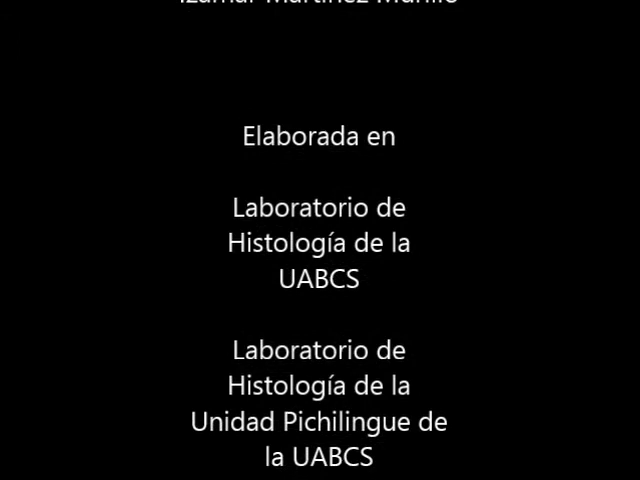 Elaborada en
Laboratorio de
Histología de la
UABCS
Laboratorio de
Histología de la
Unidad Pichilingue de
la UABCS